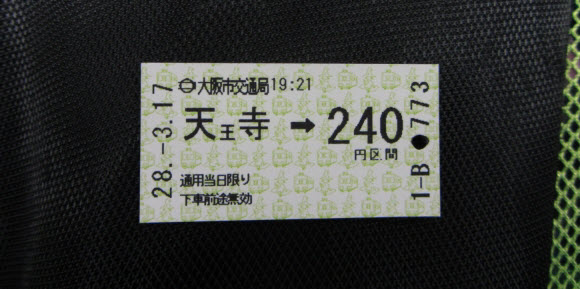 28.-3.17
大阪市交通局19:21
天王寺→240
円区間
通用当日限り
下車前途無効
1-B●773